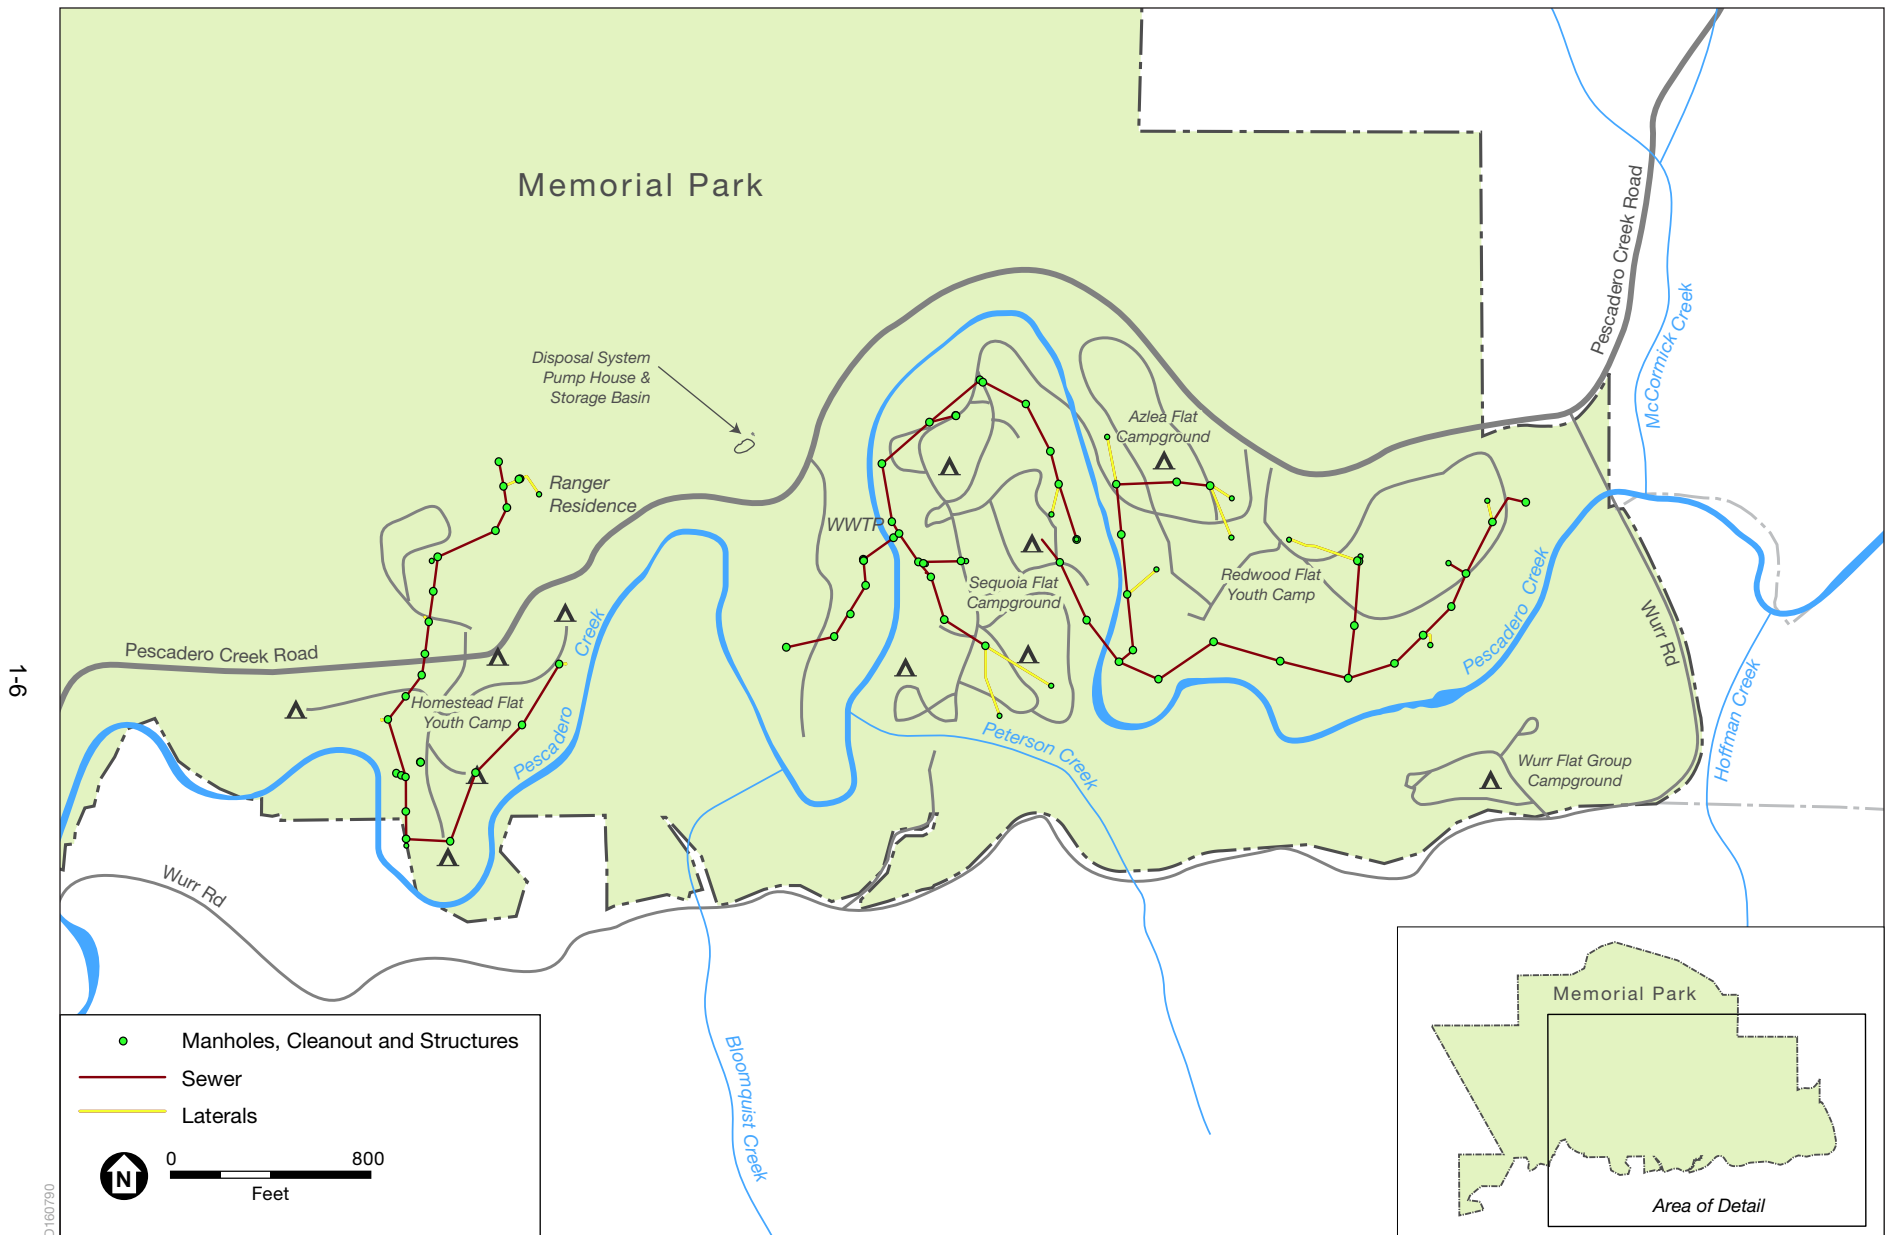 Memorial Park
Pescadero Creek Road
McCormick Creek
Disposal System
Pump House &
Storage Basin
Azlea Flat
Campground
Ranger
Residence
WWTP
Sequoia Flat
Campground
Redwood Flat
Youth Camp
Pescadero Creek
Wurr Rd
Pescadero Creek Road
Creek
Pescadero
Homestead Flat
Youth Camp
Peterson Creek
Hoffman Creek
Wurr Flat Group
Campground
Wurr Rd
Bloomquist Creek
1-6
Manholes, Cleanout and Structures
Sewer
Laterals
N
0 800
Feet
D160790
Memorial Park
Area of Detail